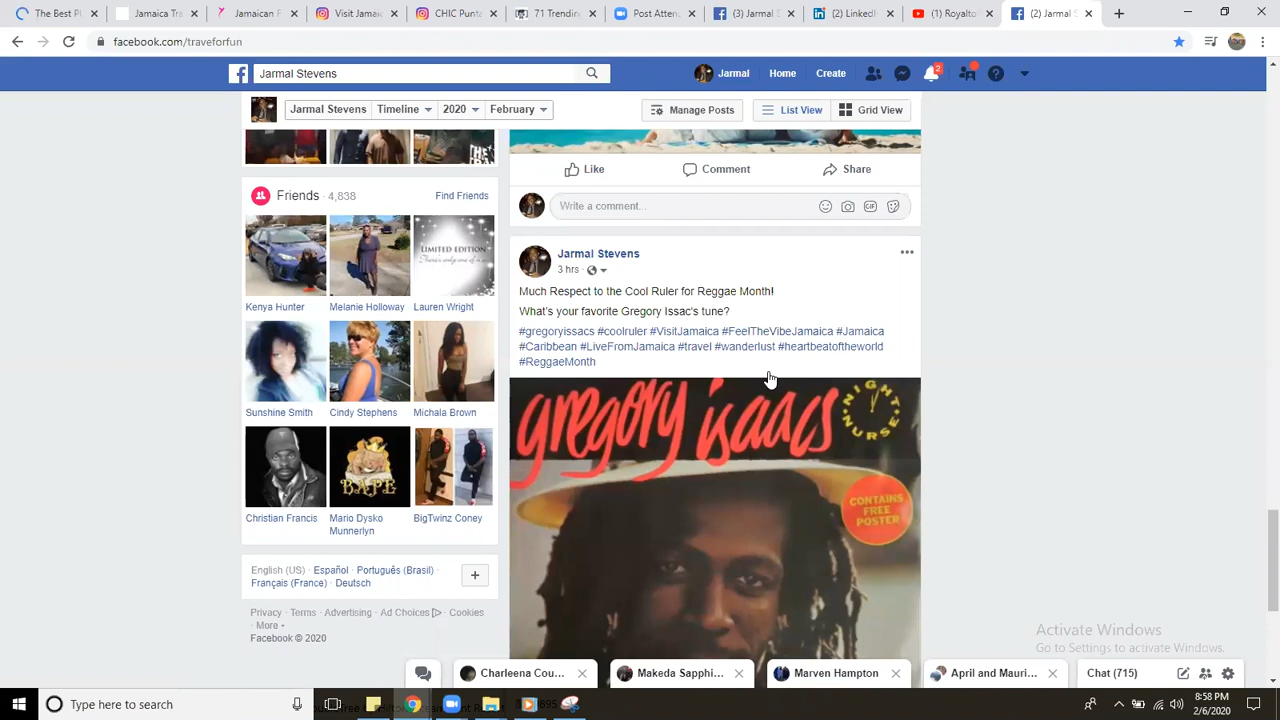 The Best Pl
Jamaica Tra
Jamaican F
Visit Jamai
CHIC Punta
71 Trending
Post Atten
(3) Jarmal S
(2) LinkedI
(1) Royalto
(2) Jarmal S
facebook.com/traveforfun
Jarmal Stevens
Jarmal
Home
Create
2
Jarmal Stevens
Timeline
2020
February
Manage Posts
List View
Grid View
Like
Comment
Share
Friends · 4,838
Find Friends
Write a comment...
GIF
LIMITED EDITION
Kenya Hunter
Melanie Holloway
Lauren Wright
Sunshine Smith
Cindy Stephens
Michala Brown
BAPE
Christian Francis
Mario Dysko
Munnerlyn
BigTwinz Coney
English (US) · Español · Português (Brasil) ·
Français (France) · Deutsch
+
Privacy · Terms · Advertising · Ad Choices · Cookies
· More
Facebook © 2020
Jarmal Stevens
3 hrs ·
Much Respect to the Cool Ruler for Reggae Month!
What's your favorite Gregory Issac's tune?
#gregoryissacs #coolruler #VisitJamaica #FeelTheVibeJamaica #Jamaica
#Caribbean #LiveFromJamaica #travel #wanderlust #heartbeatoftheworld
#ReggaeMonth
gregory isaacs
NIGHT
NURSE
CONTAINS
FREE
POSTER
Activate Windows
Go to Settings to activate Windows.
Charleena Cou...
Makeda Sapphi...
Marven Hampton
April and Mauri...
Chat (715)
Type here to search
8:58 PM
2/6/2020